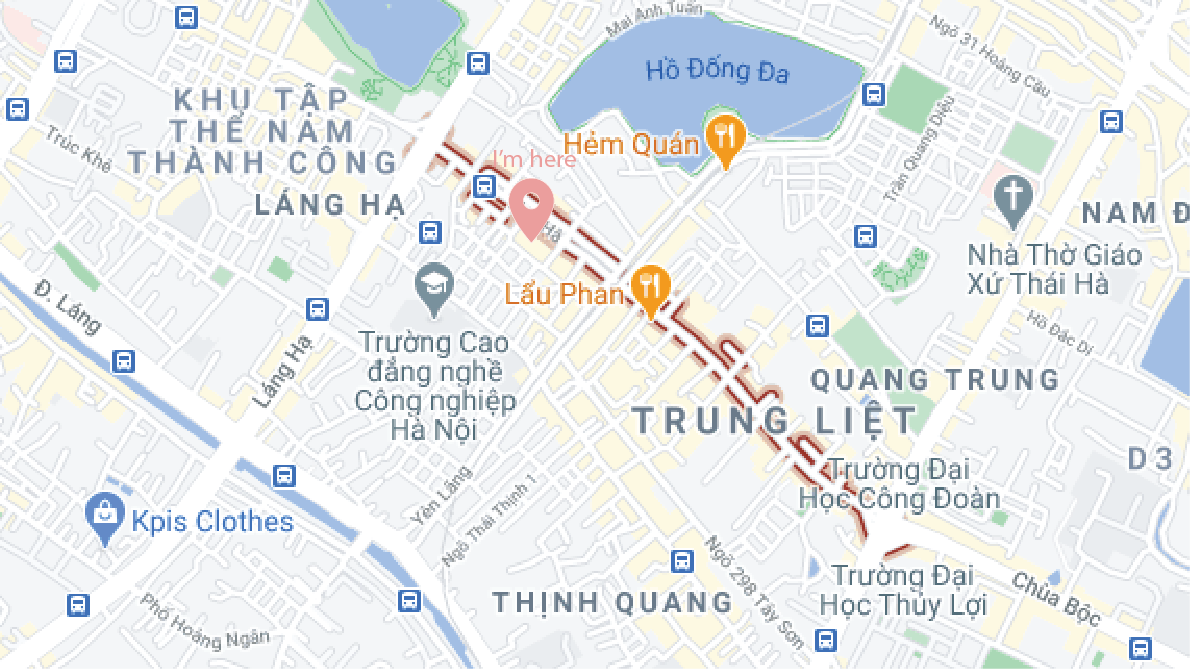 Mai Anh Tuấn
Ngõ 31 Hoàng Cầu
Hồ Đống Đa
KHU TẬP
THỂ NAM
THÀNH CÔNG
Trúc Khê
Hẻm Quán
I'm here
Trần Quang Diệu
LÁNG HẠ
NAM Đ
Hà
Nhà Thờ Giáo
Xứ Thái Hà
Đ. Láng
Lẩu Phan
Hồ Đắc Di
Láng Hạ
Trường Cao
đẳng nghề
Công nghiệp
Hà Nội
QUANG TRUNG
TRUNG LIỆT
D3
Trường Đại
Học Công Đoàn
Yên Lãng
Ngõ Thái Thịnh 1
Kpis Clothes
Ngõ 298 Tây Sơn
Trường Đại
Học Thủy Lợi
Chùa Bộc
THỊNH QUANG
Phố Hoàng Ngân